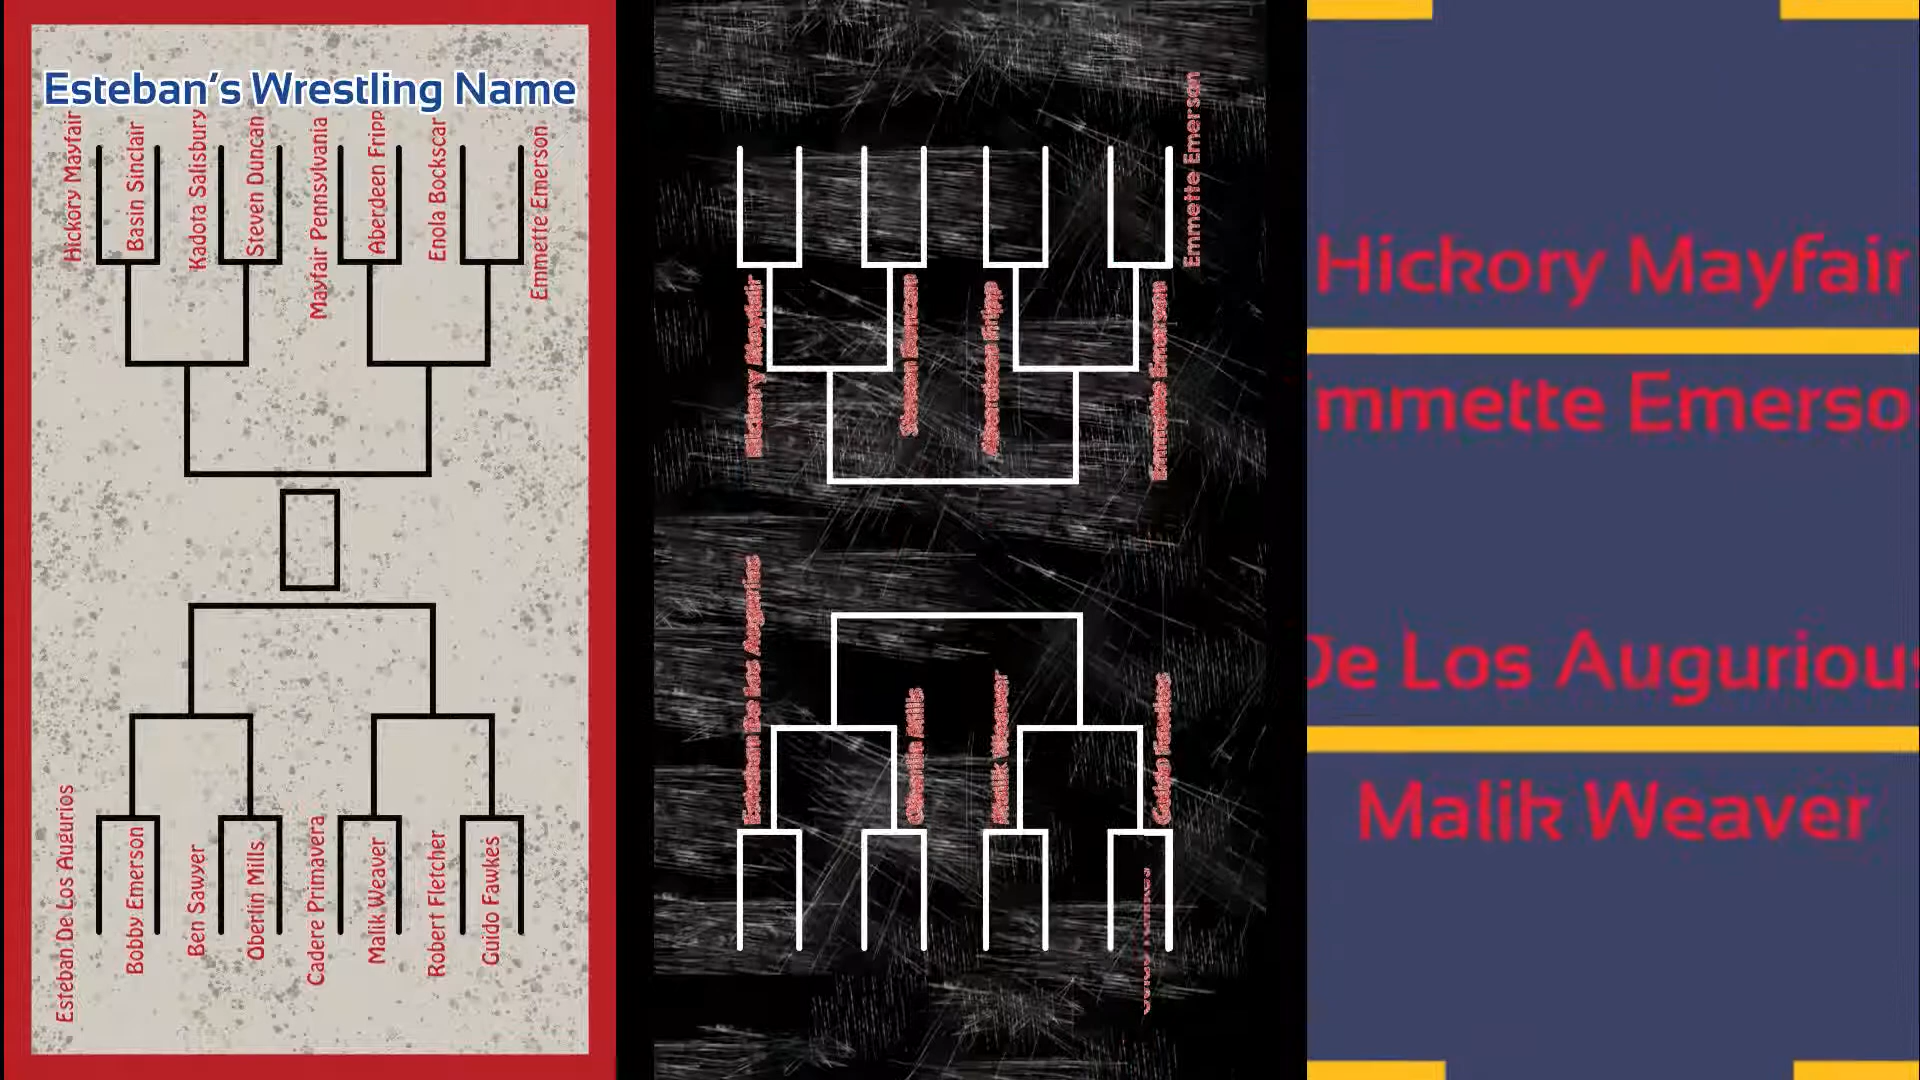 Esteban's Wrestling Name
Hickory Mayfair
Basin Sinclair
Kadota Salisbury
Steven Duncan
Mayfair Pennsylvania
Aberdeen Fripp
Enola Bockscar
Emmette Emerson
Esteban De Los Augurios
Bobby Emerson
Ben Sawyer
Oberlin Mills
Cadere Primavera
Malik Weaver
Robert Fletcher
Guido Fawkes
Emmette Emerson
Hickory Mayfair
Steven Duncan
Aberdeen Fripp
Emmette Emerson
Esteban De Los Augurios
Oberlin Mills
Malik Weaver
Guido Fawkes
Hickory Mayfair
mmette Emerso
De Los Augurious
Malik Weaver